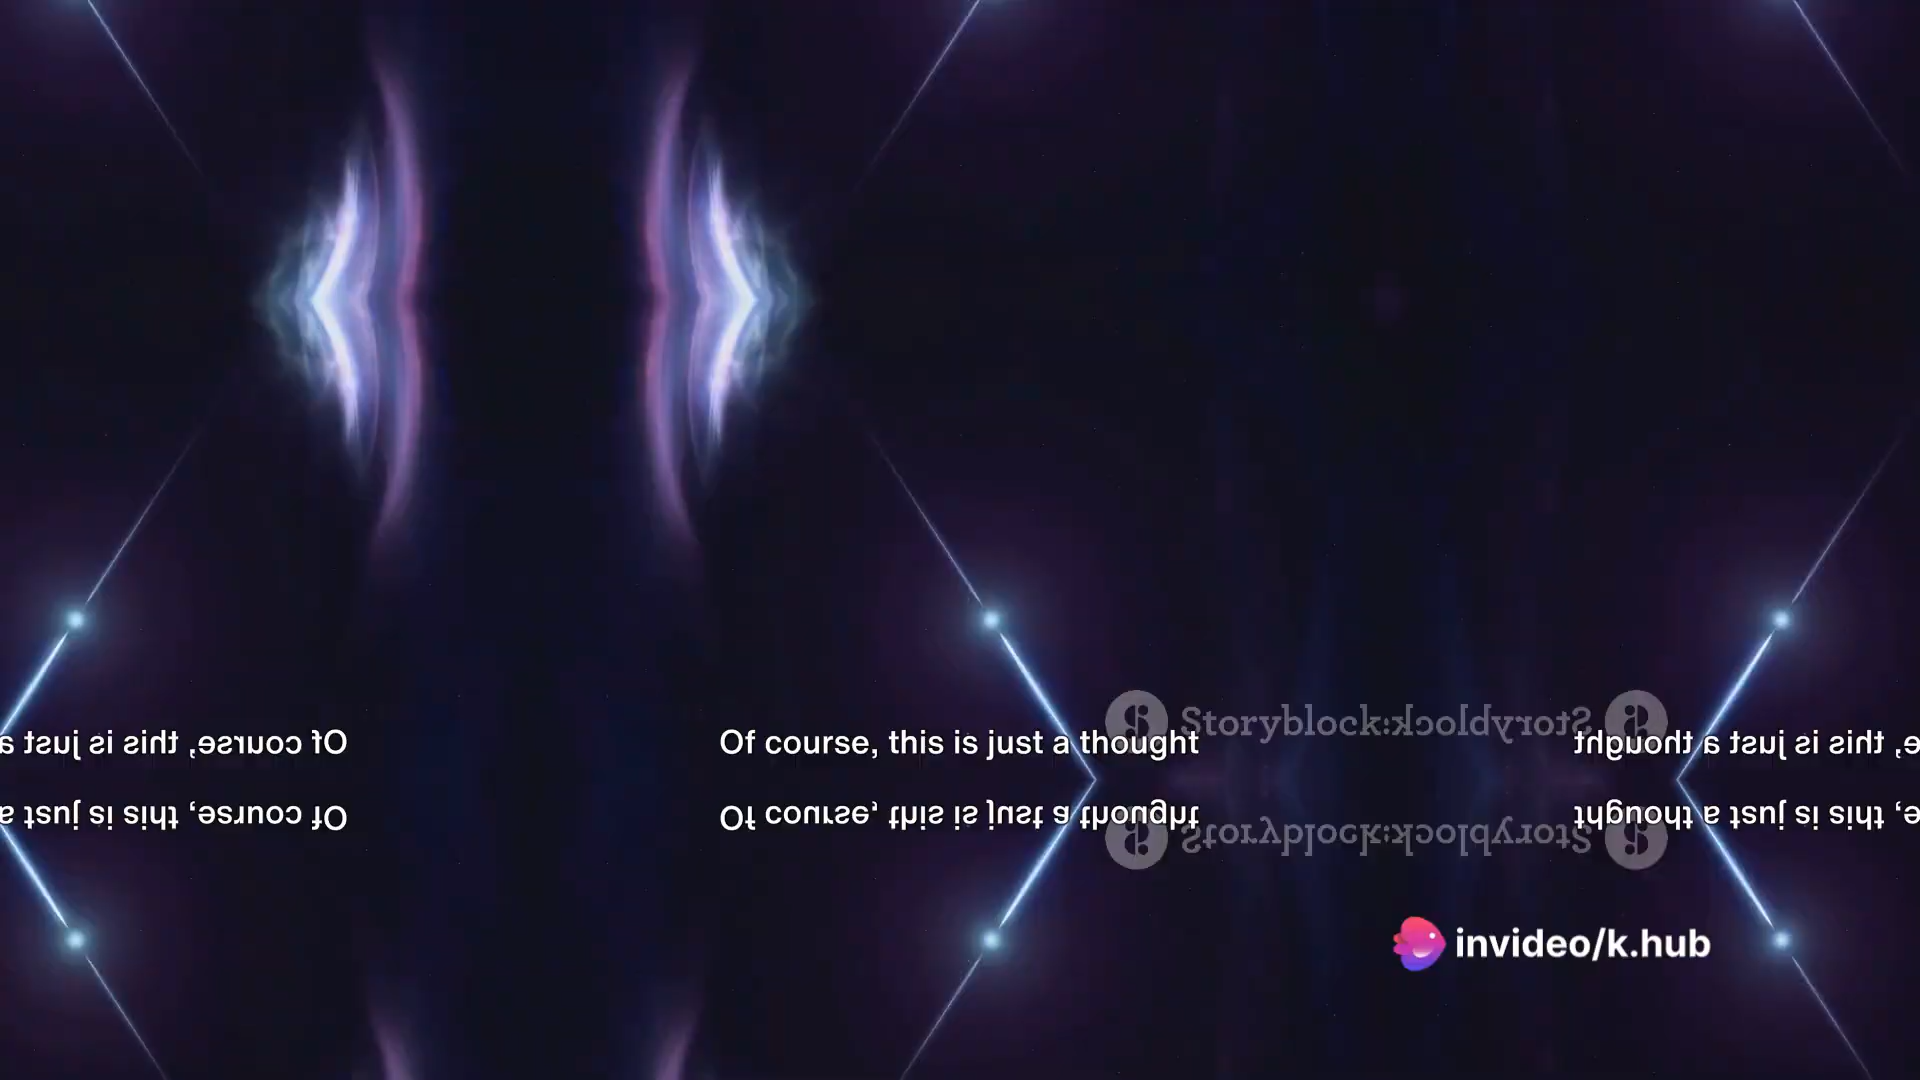 Of course, this is just a thought
Storyblock
invideo/k.hub